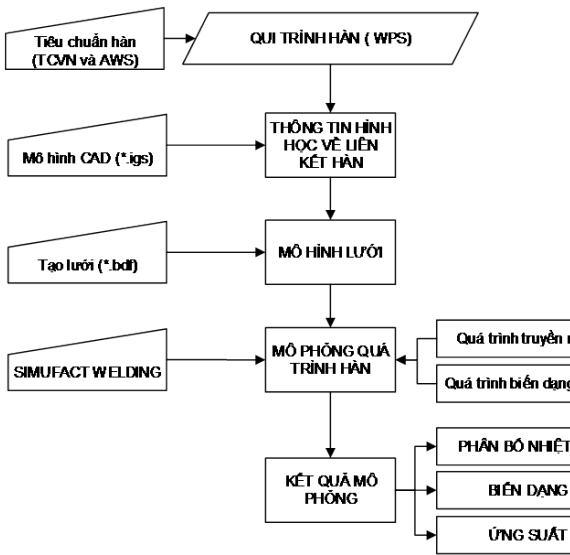 Tiêu chuẩn hàn
(TCVN và AWS)
QUI TRÌNH HÀN ( WPS)
THÔNG TIN HÌNH
HỌC VỀ LIÊN
KẾT HÀN
Mô hình CAD (*.igs)
MÔ HÌNH LƯỚI
Tạo lưới (*.bdf)
MÔ PHỎNG QUÁ
TRÌNH HÀN
SIMUFACT WELDING
Quá trình truyền
Quá trình biến dạng
KẾT QUẢ MÔ
PHỎNG
PHÂN BỐ NHIỆT
BIẾN DẠNG
ỨNG SUẤT